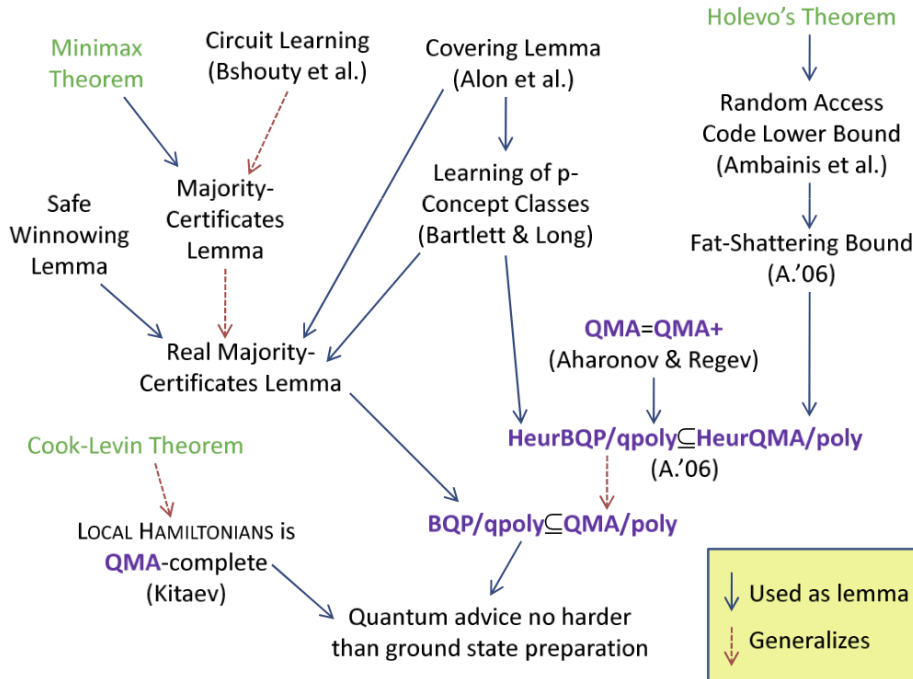 Minimax
Theorem
Circuit Learning
(Bshouty et al.)
Covering Lemma
(Alon et al.)
Holevo's Theorem
Random Access
Code Lower Bound
(Ambainis et al.)
Safe
Winnowing
Lemma
Majority-
Certificates
Lemma
Learning of p-
Concept Classes
(Bartlett & Long)
Fat-Shattering Bound
(A.'06)
Real Majority-
Certificates Lemma
QMA=QMA+
(Aharonov & Regev)
Cook-Levin Theorem
HeurBQP/qpoly⊆HeurQMA/poly
(A.'06)
LOCAL HAMILTONIANS is
QMA-complete
(Kitaev)
BQP/qpoly⊆QMA/poly
Quantum advice no harder
than ground state preparation
Used as lemma
Generalizes